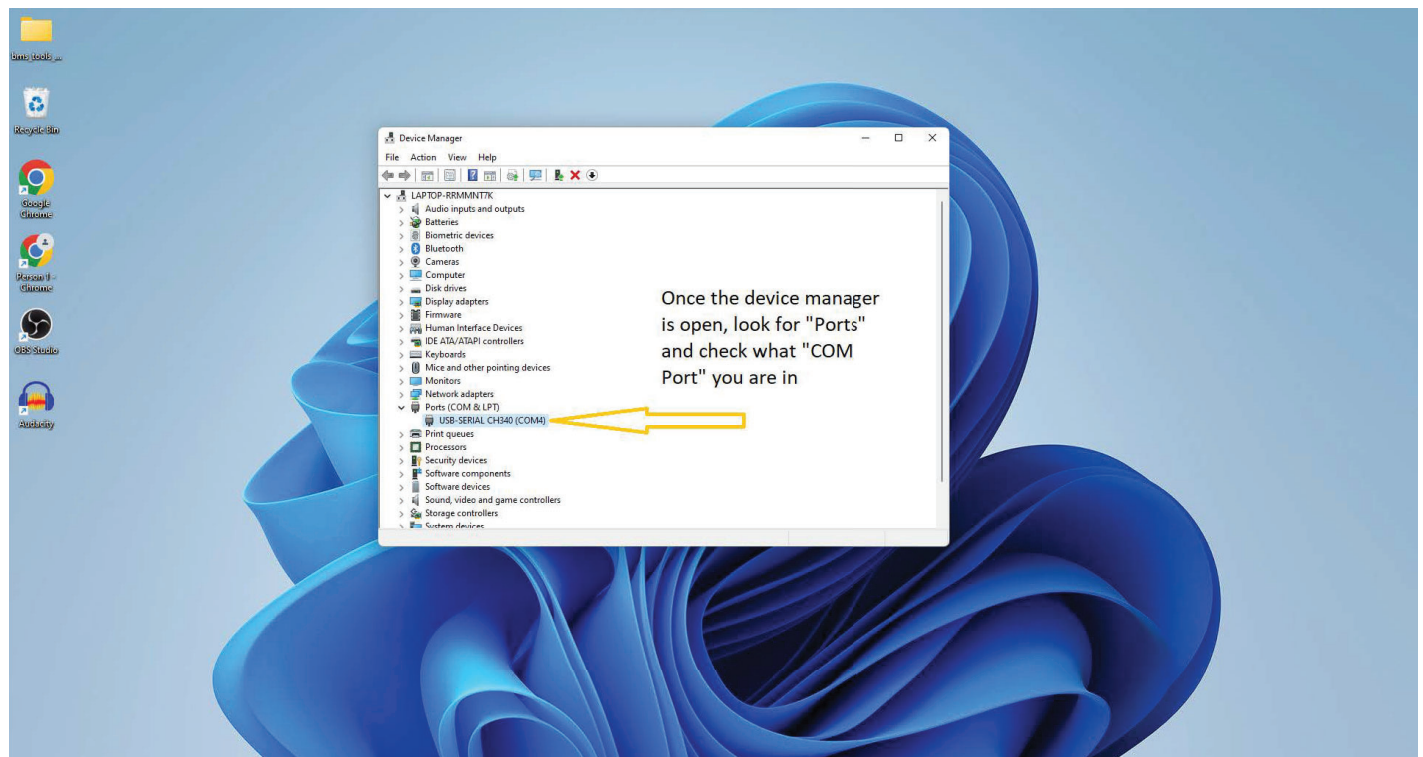 bms_tools_...
Recycle Bin
Google
Chrome
Person 1 -
Chrome
OBS Studio
Audacity
Device Manager
File Action View Help
LAPTOP-RRMMNT7K
Audio inputs and outputs
Batteries
Biometric devices
Bluetooth
Cameras
Computer
Disk drives
Display adapters
Firmware
Human Interface Devices
IDE ATA/ATAPI controllers
Keyboards
Mice and other pointing devices
Monitors
Network adapters
Ports (COM & LPT)
USB-SERIAL CH340 (COM4)
Print queues
Processors
Security devices
Software components
Software devices
Sound, video and game controllers
Storage controllers
System devices
Once the device manager
is open, look for "Ports"
and check what "COM
Port" you are in